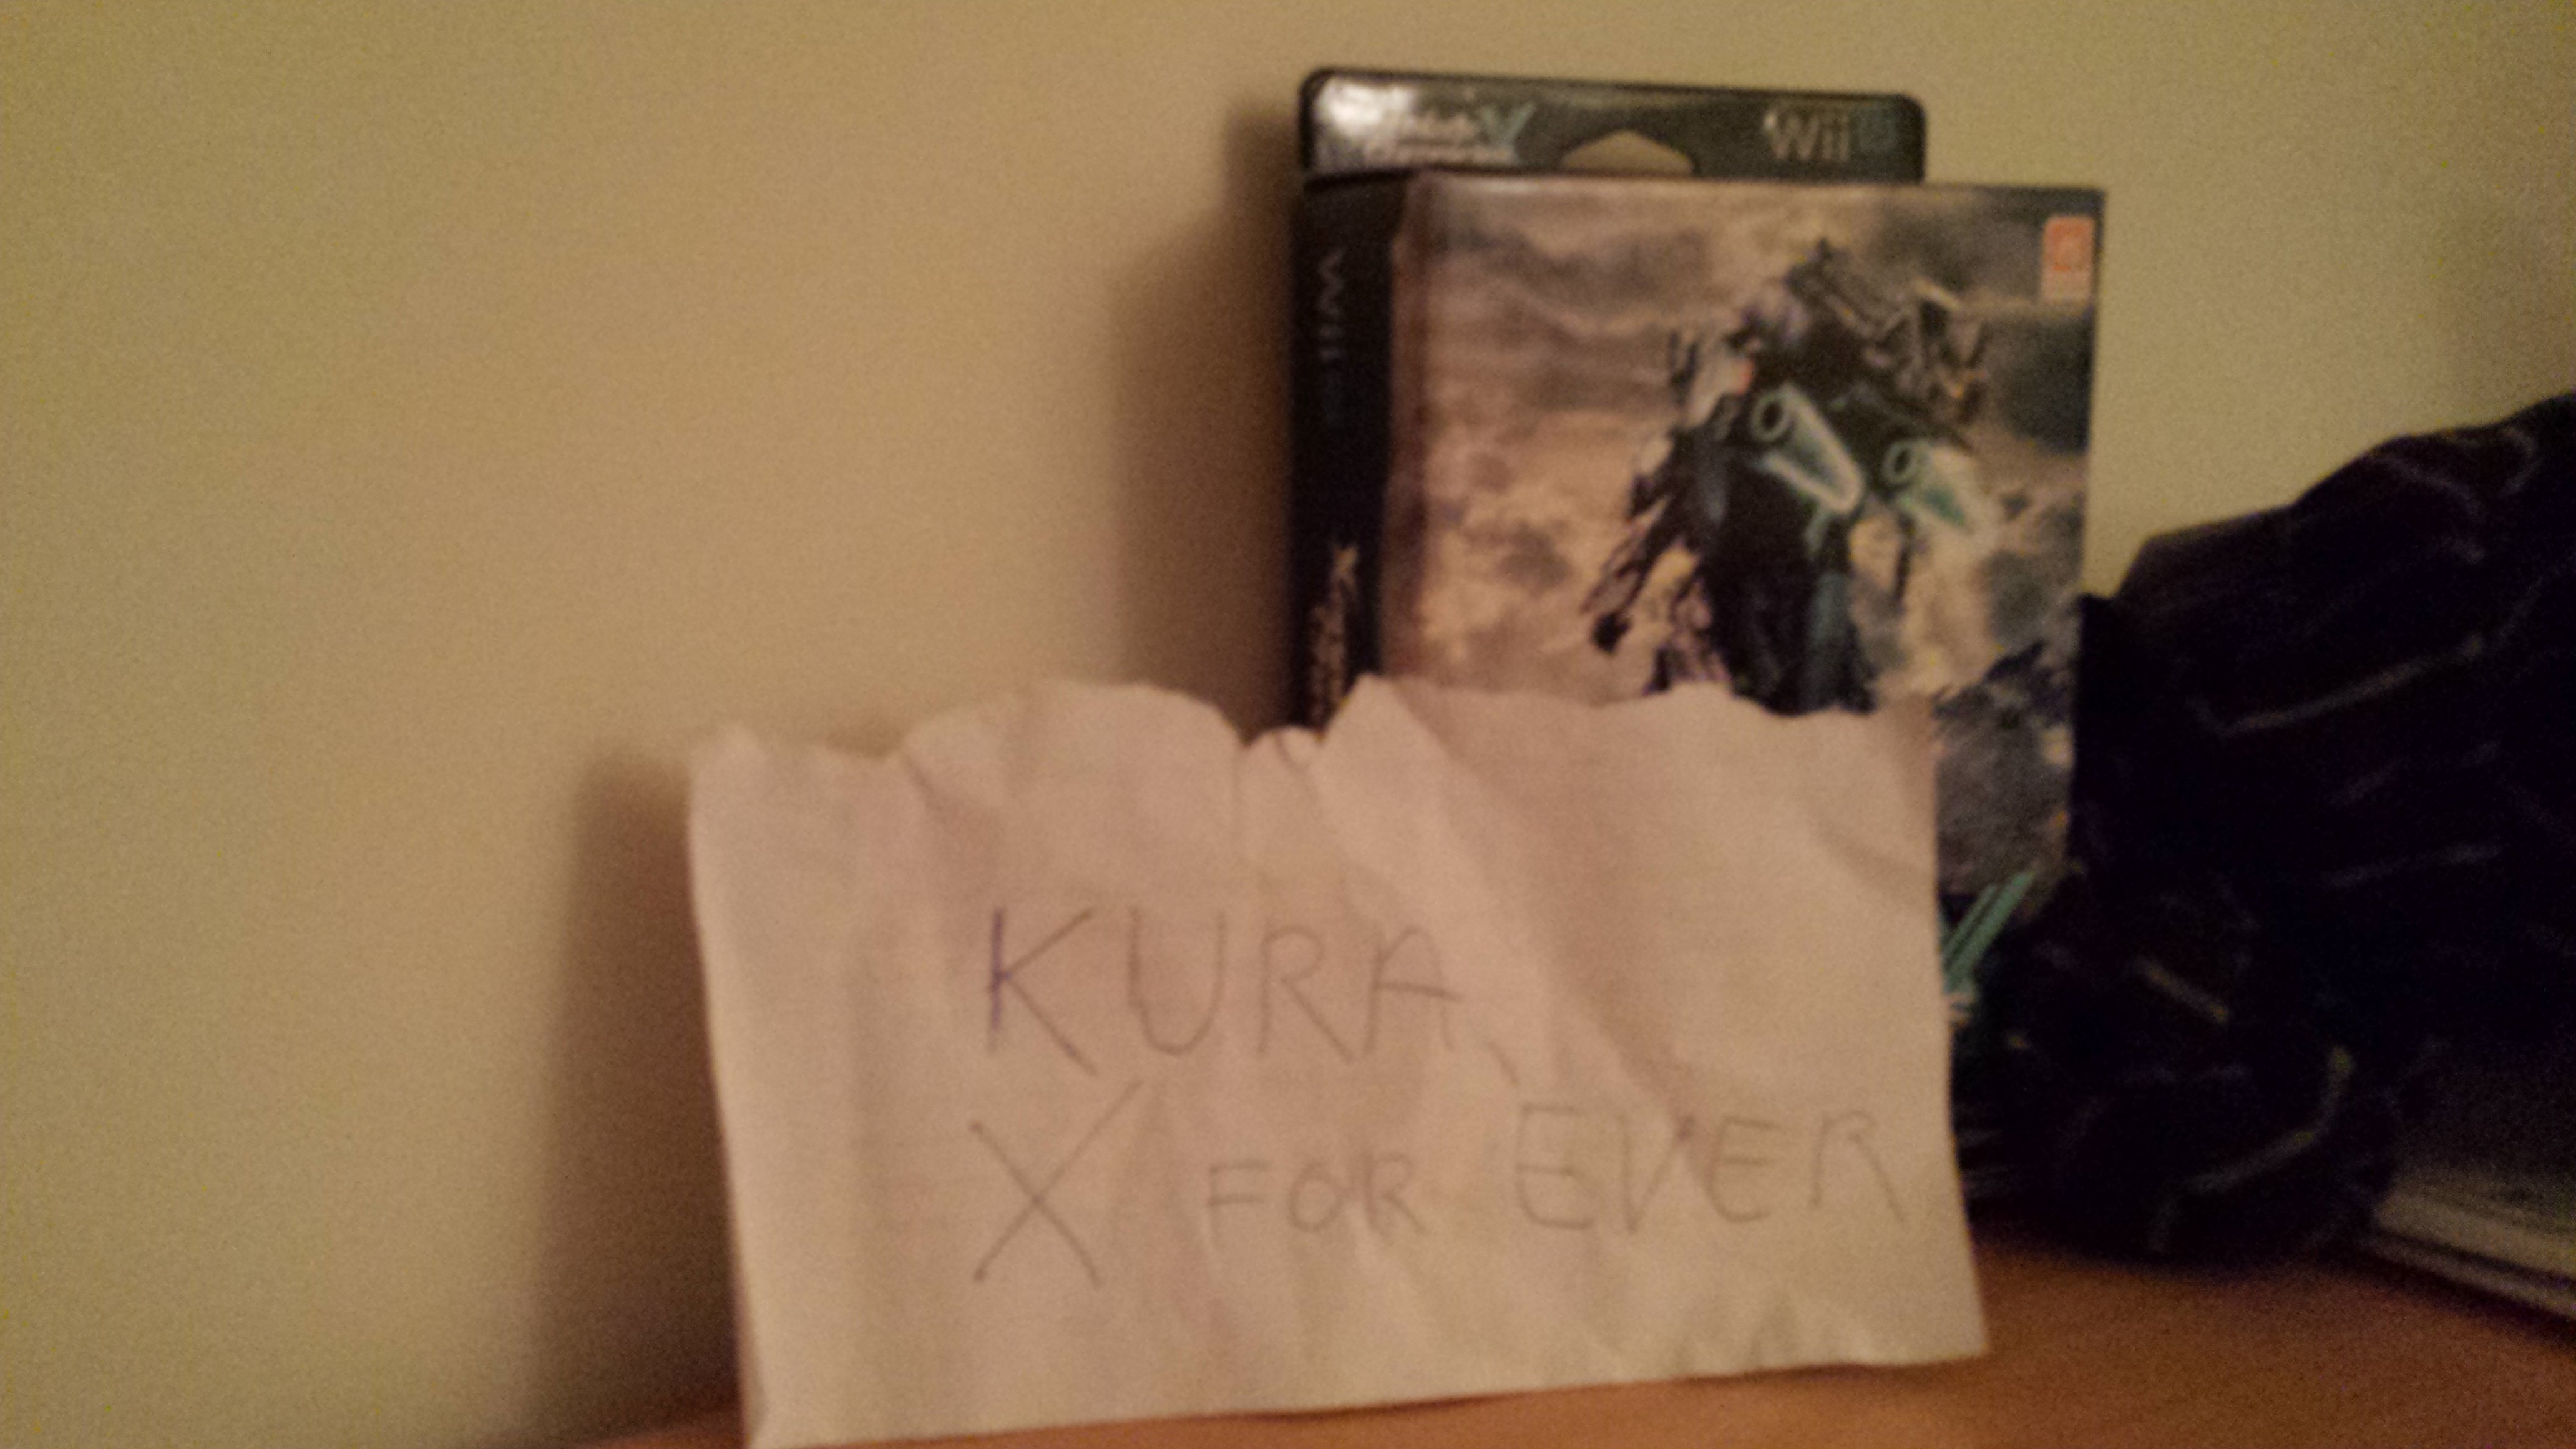 Wii U
Wii U
KURA,
X FOR EVER